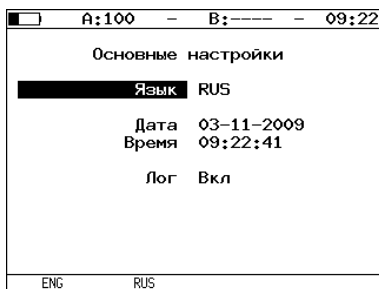 A:100 – B:---- – 09:22
Основные настройки
Язык RUS
Дата 03-11-2009
Время 09:22:41
Лог Вкл
ENG RUS